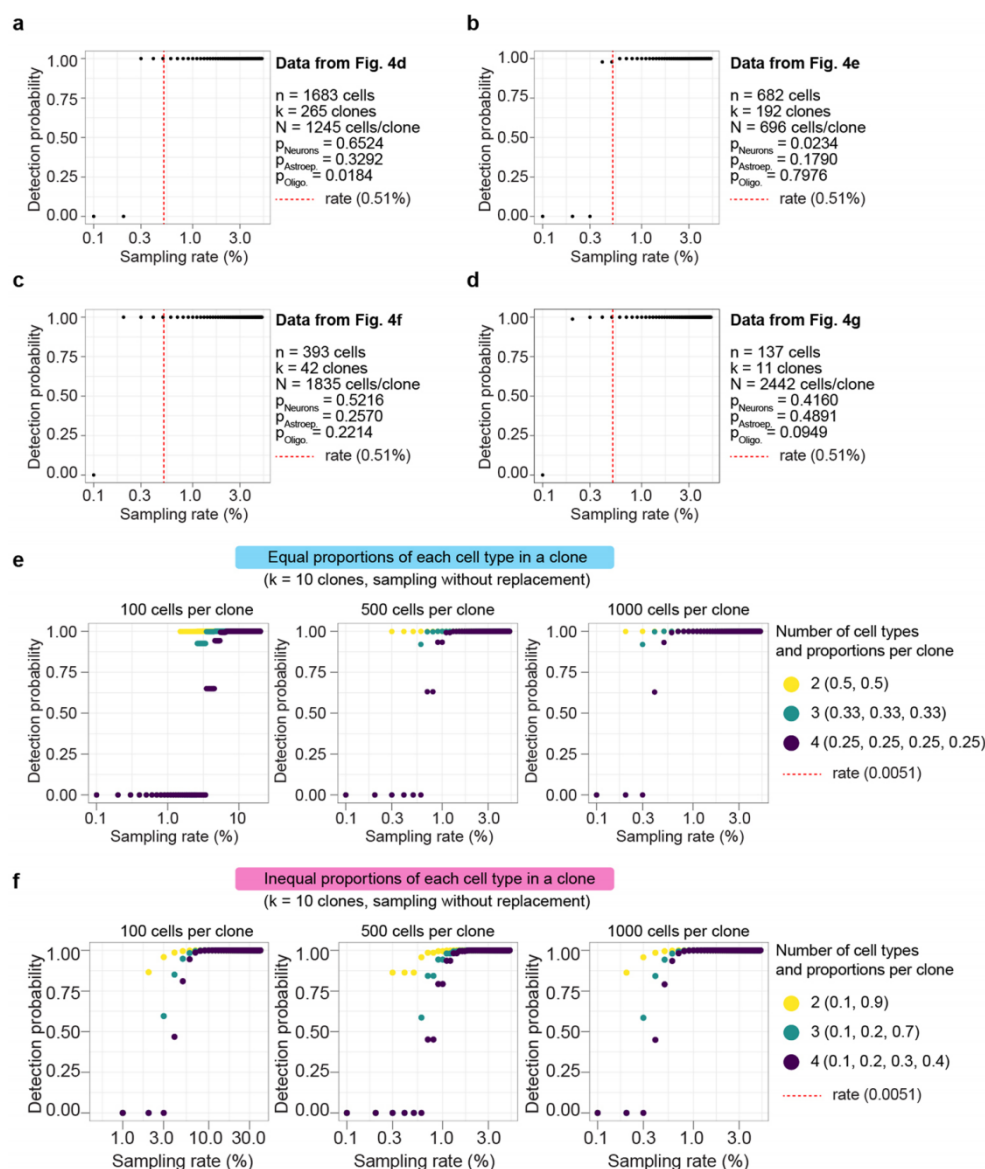 a
1.00
0.75
0.50
0.25
0.00
Detection probability
0.1 0.3 1.0 3.0
Sampling rate (%)
Data from Fig. 4d
n = 1683 cells
k = 265 clones
N = 1245 cells/clone
pNeurons = 0.6524
pAstroep. = 0.3292
pOligo. = 0.0184
rate (0.51%)
b
1.00
0.75
0.50
0.25
0.00
Detection probability
0.1 0.3 1.0 3.0
Sampling rate (%)
Data from Fig. 4e
n = 682 cells
k = 192 clones
N = 696 cells/clone
pNeurons = 0.0234
pAstroep. = 0.1790
pOligo. = 0.7976
rate (0.51%)
c
1.00
0.75
0.50
0.25
0.00
Detection probability
0.1 0.3 1.0 3.0
Sampling rate (%)
Data from Fig. 4f
n = 393 cells
k = 42 clones
N = 1835 cells/clone
pNeurons = 0.5216
pAstroep. = 0.2570
pOligo. = 0.2214
rate (0.51%)
d
1.00
0.75
0.50
0.25
0.00
Detection probability
0.1 0.3 1.0 3.0
Sampling rate (%)
Data from Fig. 4g
n = 137 cells
k = 11 clones
N = 2442 cells/clone
pNeurons = 0.4160
pAstroep. = 0.4891
pOligo. = 0.0949
rate (0.51%)
e
Equal proportions of each cell type in a clone
(k = 10 clones, sampling without replacement)
100 cells per clone
1.00
0.75
0.50
0.25
0.00
Detection probability
0.1 1.0 10
Sampling rate (%)
500 cells per clone
1.00
0.75
0.50
0.25
0.00
Detection probability
0.1 0.3 1.0 3.0
Sampling rate (%)
1000 cells per clone
1.00
0.75
0.50
0.25
0.00
Detection probability
0.1 0.3 1.0 3.0
Sampling rate (%)
Number of cell types
and proportions per clone
2 (0.5, 0.5)
3 (0.33, 0.33, 0.33)
4 (0.25, 0.25, 0.25, 0.25)
rate (0.0051)
f
Inequal proportions of each cell type in a clone
(k = 10 clones, sampling without replacement)
100 cells per clone
1.00
0.75
0.50
0.25
0.00
Detection probability
1.0 3.0 10.0 30.0
Sampling rate (%)
500 cells per clone
1.00
0.75
0.50
0.25
0.00
Detection probability
0.1 0.3 1.0 3.0
Sampling rate (%)
1000 cells per clone
1.00
0.75
0.50
0.25
0.00
Detection probability
0.1 0.3 1.0 3.0
Sampling rate (%)
Number of cell types
and proportions per clone
2 (0.1, 0.9)
3 (0.1, 0.2, 0.7)
4 (0.1, 0.2, 0.3, 0.4)
rate (0.0051)